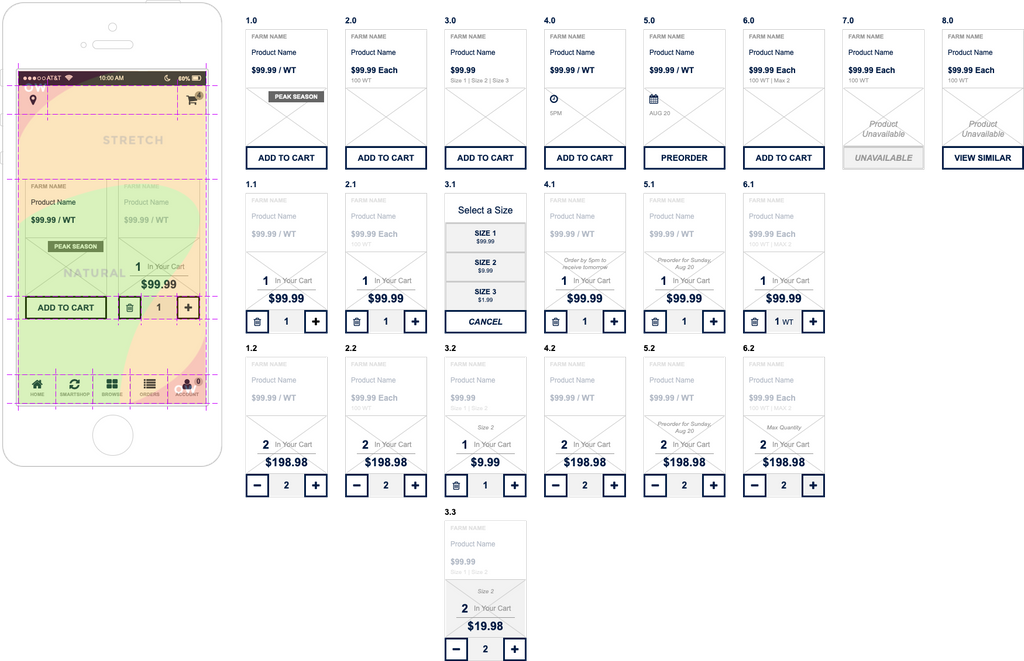 AT&T 10:00 AM 60%
OW
4
STRETCH
FARM NAME FARM NAME
Product Name Product Name
$99.99 / WT $99.99 / WT
PEAK SEASON
1 In Your Cart
NATURAL
$99.99
ADD TO CART 1 +
0
HOME SMARTSHOP BROWSE ORDERS ACCOUNT
OW
1.0
FARM NAME
Product Name
$99.99 / WT
PEAK SEASON
ADD TO CART
2.0
FARM NAME
Product Name
$99.99 Each
100 WT
ADD TO CART
3.0
FARM NAME
Product Name
$99.99
Size 1 | Size 2 | Size 3
ADD TO CART
4.0
FARM NAME
Product Name
$99.99 / WT
5PM
ADD TO CART
5.0
FARM NAME
Product Name
$99.99 / WT
AUG 20
PREORDER
6.0
FARM NAME
Product Name
$99.99 Each
100 WT | Max 2
ADD TO CART
7.0
FARM NAME
Product Name
$99.99 Each
100 WT
Product
Unavailable
UNAVAILABLE
8.0
FARM NAME
Product Name
$99.99 Each
100 WT
Product
Unavailable
VIEW SIMILAR
1.1
FARM NAME
Product Name
$99.99 / WT
1 In Your Cart
$99.99
1 +
2.1
FARM NAME
Product Name
$99.99 Each
100 WT
1 In Your Cart
$99.99
1 +
3.1
Select a Size
SIZE 1
$99.99
SIZE 2
$9.99
SIZE 3
$1.99
CANCEL
4.1
FARM NAME
Product Name
$99.99 / WT
Order by 5pm to
receive tomorrow
1 In Your Cart
$99.99
1 +
5.1
FARM NAME
Product Name
$99.99 / WT
Preorder for Sunday,
Aug 20
1 In Your Cart
$99.99
1 +
6.1
FARM NAME
Product Name
$99.99 Each
100 WT | MAX 2
1 In Your Cart
$99.99
1 WT +
1.2
FARM NAME
Product Name
$99.99 / WT
2 In Your Cart
$198.98
− 2 +
2.2
FARM NAME
Product Name
$99.99 Each
100 WT
2 In Your Cart
$198.98
− 2 +
3.2
FARM NAME
Product Name
$99.99
Size 1 | Size 2
Size 2
1 In Your Cart
$9.99
1 +
4.2
FARM NAME
Product Name
$99.99 / WT
2 In Your Cart
$198.98
− 2 +
5.2
FARM NAME
Product Name
$99.99 / WT
Preorder for Sunday,
Aug 20
2 In Your Cart
$198.98
− 2 +
6.2
FARM NAME
Product Name
$99.99 Each
100 WT | MAX 2
Max Quantity
2 In Your Cart
$198.98
− 2 +
3.3
FARM NAME
Product Name
$99.99
Size 1 | Size 2
Size 2
2 In Your Cart
$19.98
− 2 +